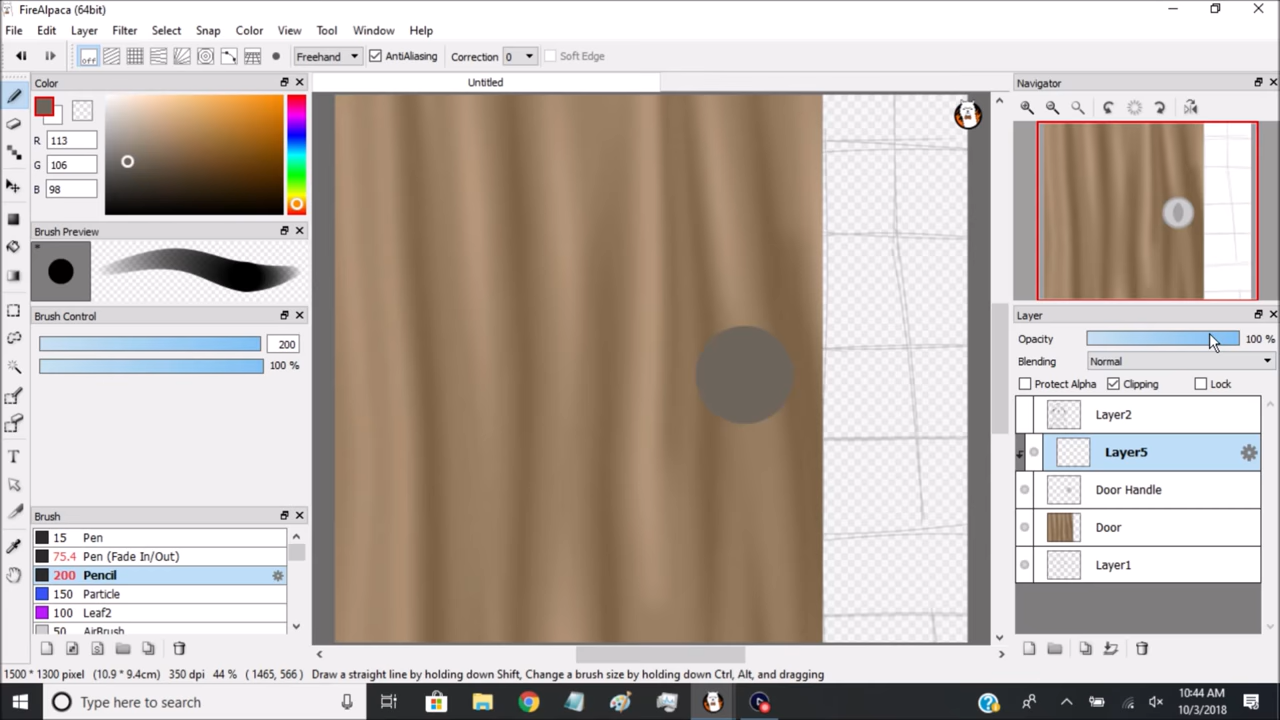 FireAlpaca (64bit)
File Edit Layer Filter Select Snap Color View Tool Window Help
off Freehand AntiAliasing Correction 0 Soft Edge
Color
Untitled
Navigator
R 113
G 106
B 98
Brush Preview
Brush Control
200
100 %
Layer
Opacity 100 %
Blending Normal
Protect Alpha Clipping Lock
Layer2
Layer5
Door Handle
Door
Layer1
Brush
15 Pen
75.4 Pen (Fade In/Out)
200 Pencil
150 Particle
100 Leaf2
50 AirBrush
1500 * 1300 pixel (10.9 * 9.4cm) 350 dpi 44 % ( 1465, 566 ) Draw a straight line by holding down Shift, Change a brush size by holding down Ctrl, Alt, and dragging
Type here to search
10:44 AM
10/3/2018